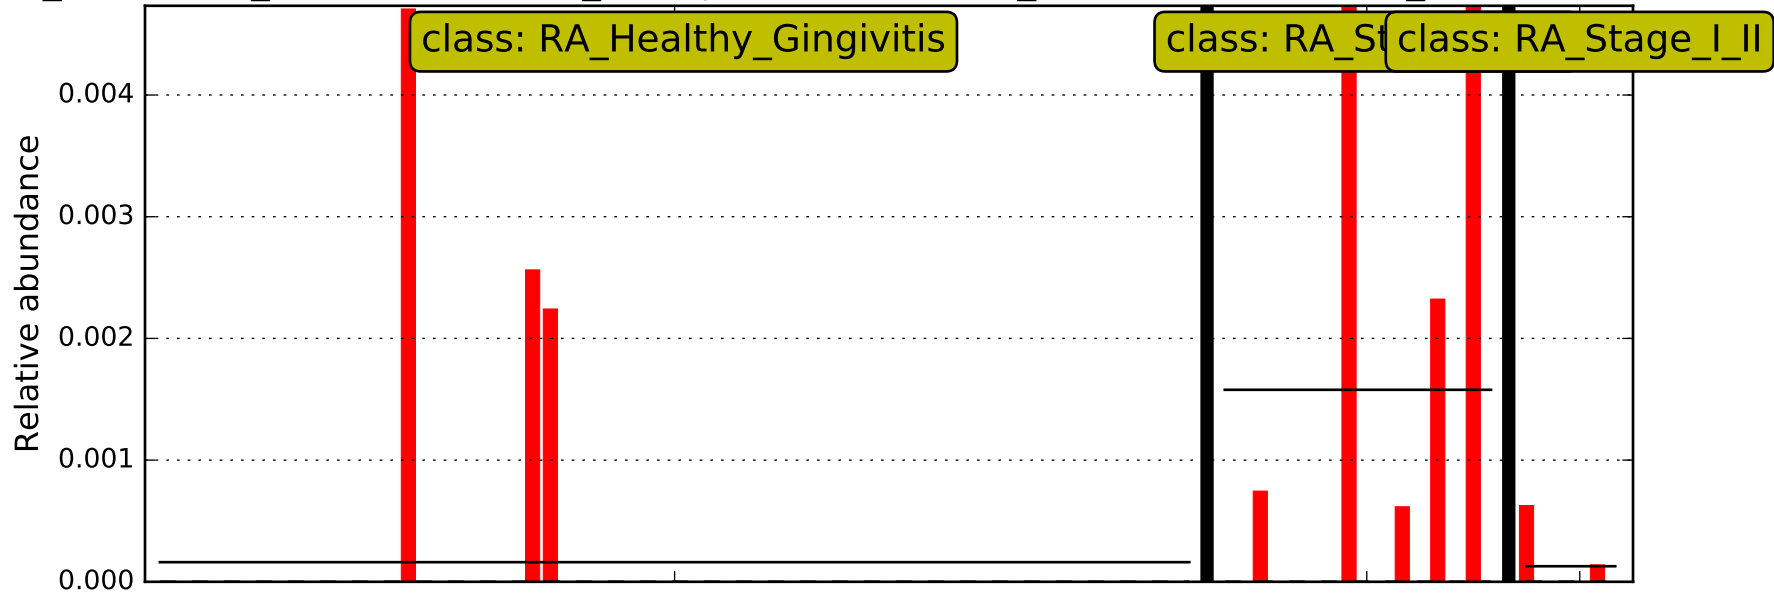 class: RA_Healthy_Gingivitis
class: RA_St
class: RA_Stage_I_II
0.004
0.003
0.002
0.001
0.000
Relative abundance